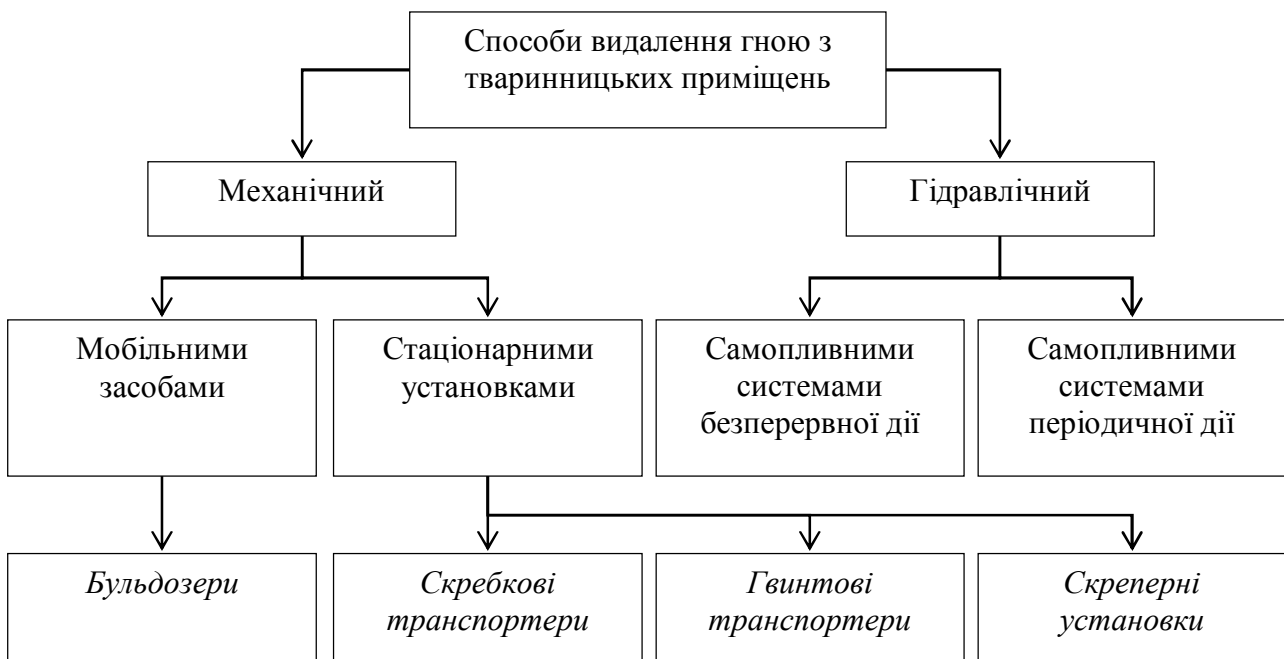 Способи видалення гною з
тваринницьких приміщень
Механічний
Гідравлічний
Мобільними
засобами
Стаціонарними
установками
Самопливними
системами
безперервної дії
Самопливними
системами
періодичної дії
Бульдозери
Скребкові
транспортери
Гвинтові
транспортери
Скреперні
установки